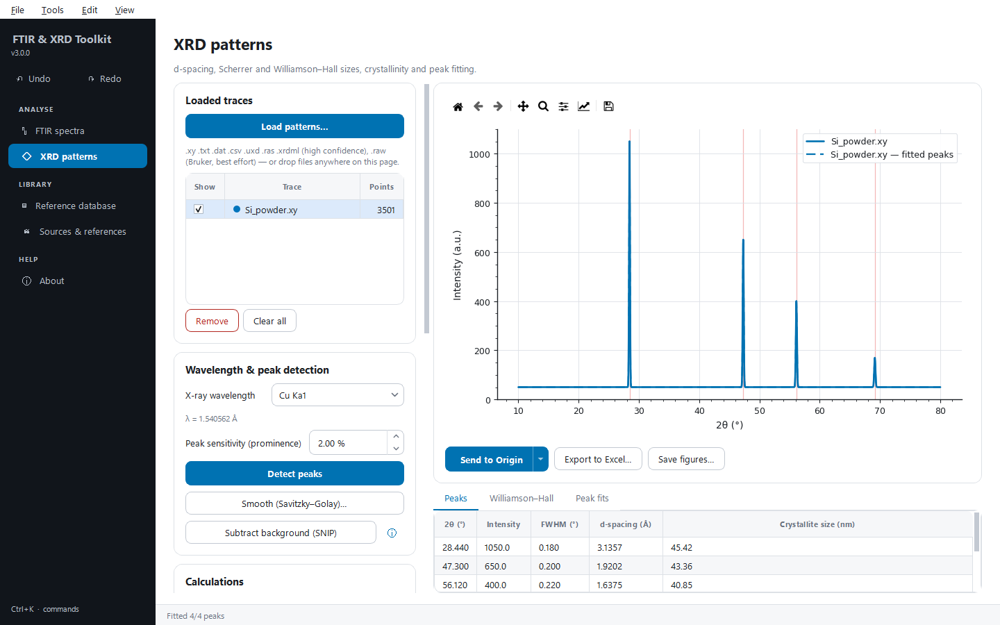 File Tools Edit View
FTIR & XRD Toolkit
v3.0.0
Undo Redo
ANALYSE
FTIR spectra
XRD patterns
LIBRARY
Reference database
Sources & references
HELP
About
Ctrl+K · commands
XRD patterns
d-spacing, Scherrer and Williamson–Hall sizes, crystallinity and peak fitting.
Loaded traces
Load patterns...
.xy .txt .dat .csv .uxd .ras .xrdml (high confidence), .raw
(Bruker, best effort) — or drop files anywhere on this page.
Show Trace Points
Si_powder.xy 3501
Remove Clear all
Wavelength & peak detection
X-ray wavelength Cu Ka1
λ = 1.540562 Å
Peak sensitivity (prominence) 2.00 %
Detect peaks
Smooth (Savitzky–Golay)...
Subtract background (SNIP)
Calculations
Si_powder.xy
Si_powder.xy — fitted peaks
Intensity (a.u.)
1000
800
600
400
200
0
10 20 30 40 50 60 70 80
2θ (°)
Send to Origin Export to Excel... Save figures...
Peaks Williamson–Hall Peak fits
2θ (°) Intensity FWHM (°) d-spacing (Å) Crystallite size (nm)
28.440 1050.0 0.180 3.1357 45.42
47.300 650.0 0.200 1.9202 43.36
56.120 400.0 0.220 1.6375 40.85
Fitted 4/4 peaks